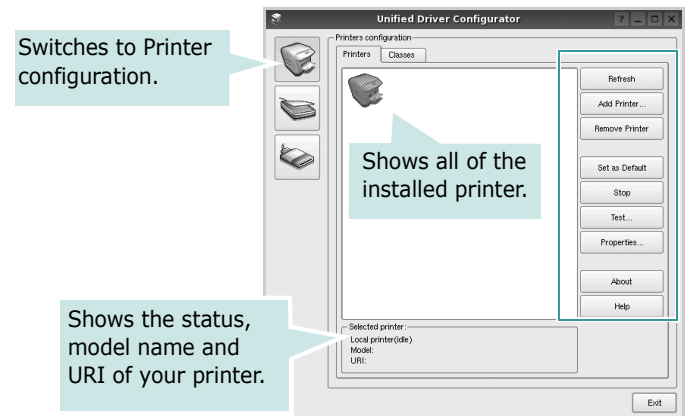 Unified Driver Configurator
Switches to Printer
configuration.
Printers configuration
Printers Classes
Refresh
Add Printer...
Remove Printer
Shows all of the
installed printer.
Set as Default
Stop
Test...
Properties...
About
Help
Shows the status,
model name and
URI of your printer.
Selected printer:
Local printer(idle)
Model:
URI:
Exit